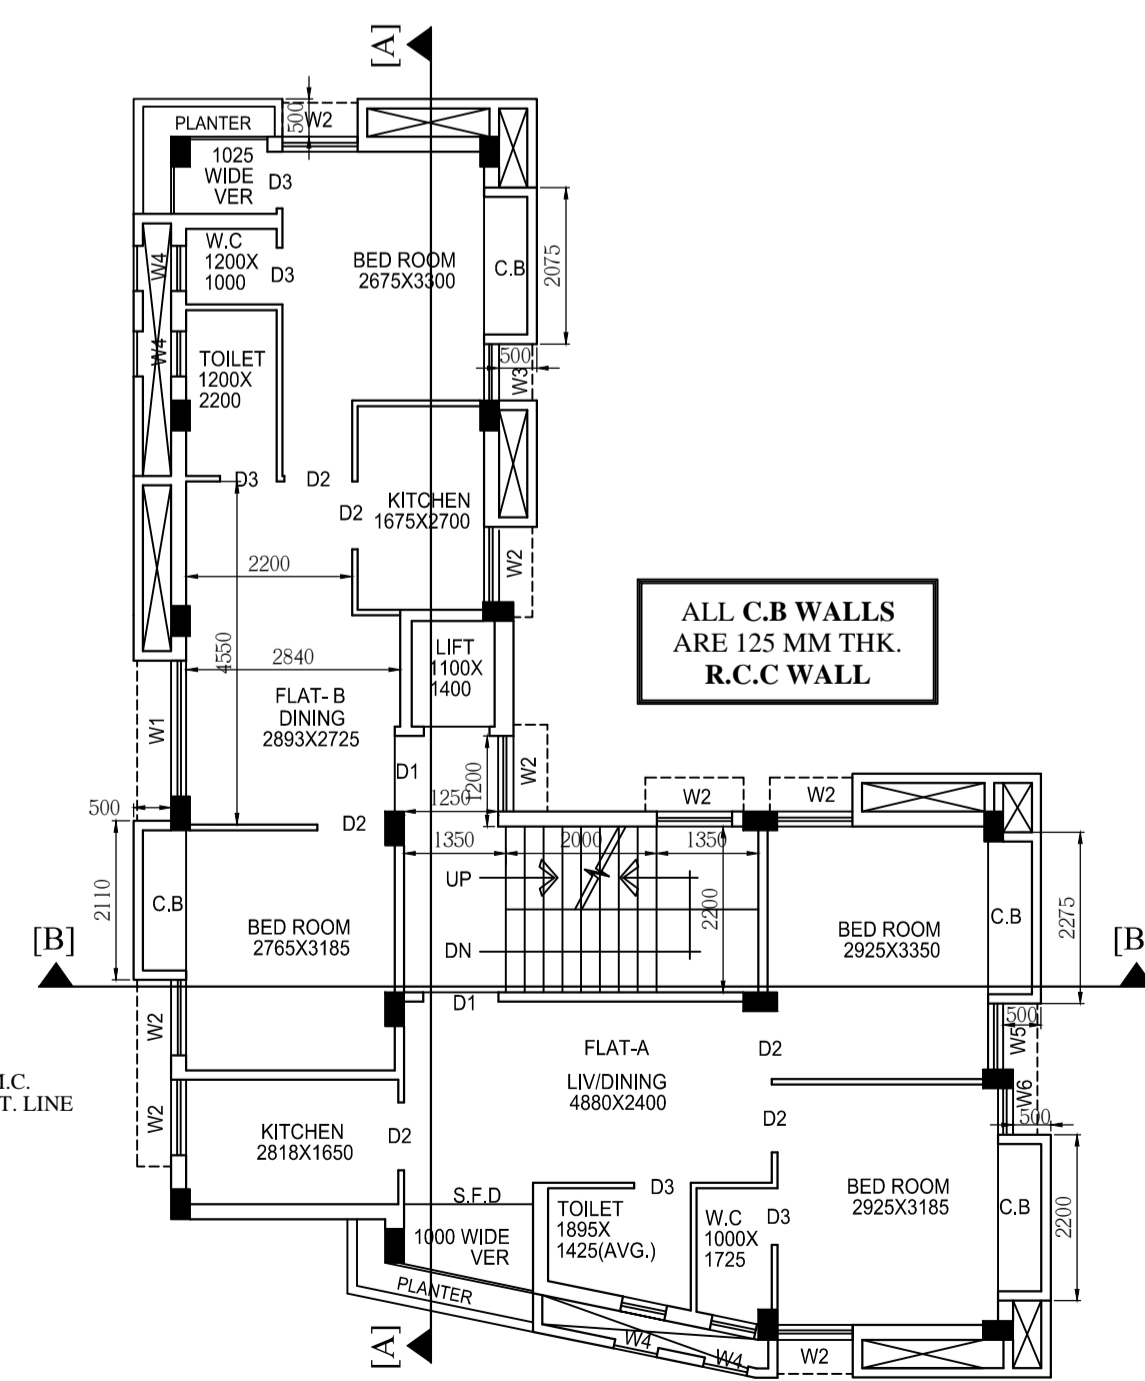 [A]
PLANTER
500
W2
1025
WIDE
VER
D3
W.C
1200X
1000
D3
BED ROOM
2675X3300
C.B
2075
W4
W4
TOILET
1200X
2200
500
W3
D3
D2
D2
KITCHEN
1675X2700
W2
2200
4550
2840
LIFT
1100X
1400
ALL C.B WALLS
ARE 125 MM THK.
R.C.C WALL
FLAT- B
DINING
2893X2725
W1
D1
1200
W2
500
1250
W2
W2
D2
1350
2000
1350
2110
C.B
UP
2200
DN
BED ROOM
2765X3185
BED ROOM
2925X3350
C.B
2275
[B]
[B
D1
W2
500
W5
FLAT-A
D2
LIV/DINING
4880X2400
W6
500
T. LINE
W2
KITCHEN
2818X1650
D2
D2
S.F.D
D3
TOILET
1895X
1425(AVG.)
W.C
1000X
1725
D3
BED ROOM
2925X3185
C.B
2200
1000 WIDE
VER
PLANTER
W4
W4
W2
[A]